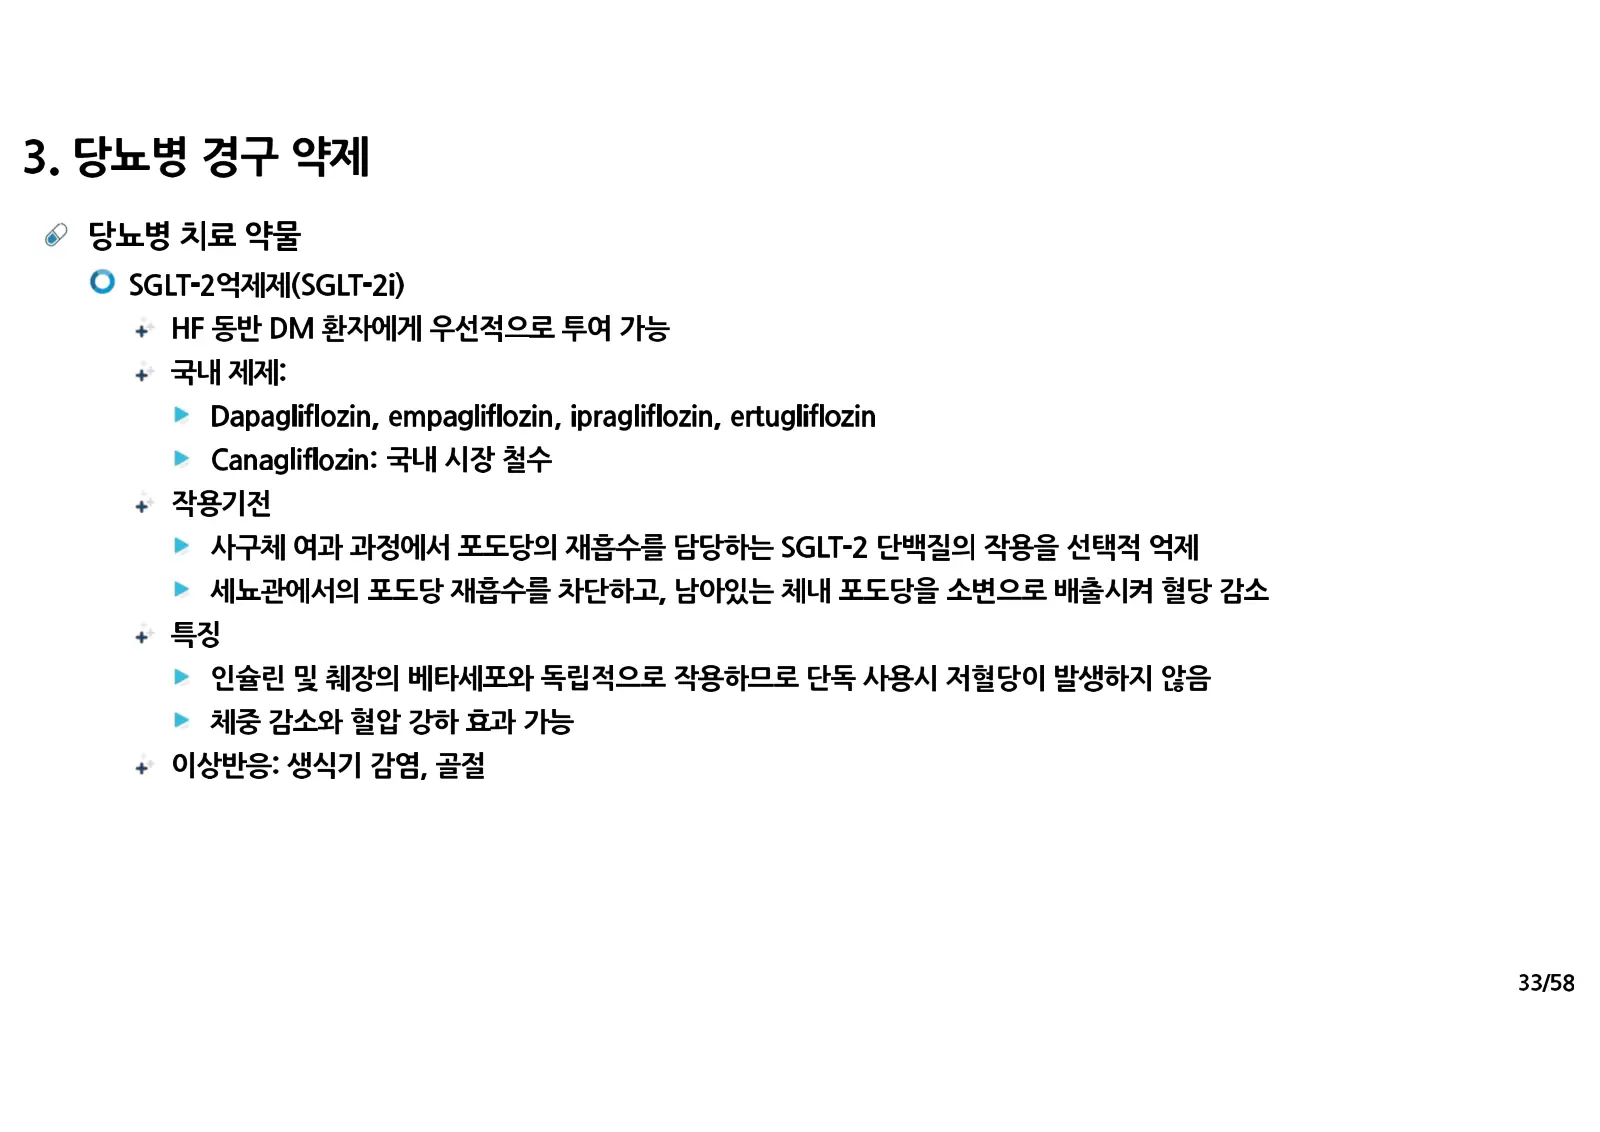 3. 당뇨병 경구 약제
당뇨병 치료 약물
SGLT-2억제제(SGLT-2i)
HF 동반 DM 환자에게 우선적으로 투여 가능
국내 제제:
Dapagliflozin, empagliflozin, ipragliflozin, ertugliflozin
Canagliflozin: 국내 시장 철수
작용기전
사구체 여과 과정에서 포도당의 재흡수를 담당하는 SGLT-2 단백질의 작용을 선택적 억제
세뇨관에서의 포도당 재흡수를 차단하고, 남아있는 체내 포도당을 소변으로 배출시켜 혈당 감소
특징
인슐린 및 췌장의 베타세포와 독립적으로 작용하므로 단독 사용시 저혈당이 발생하지 않음
체중 감소와 혈압 강하 효과 가능
이상반응: 생식기 감염, 골절
33/58